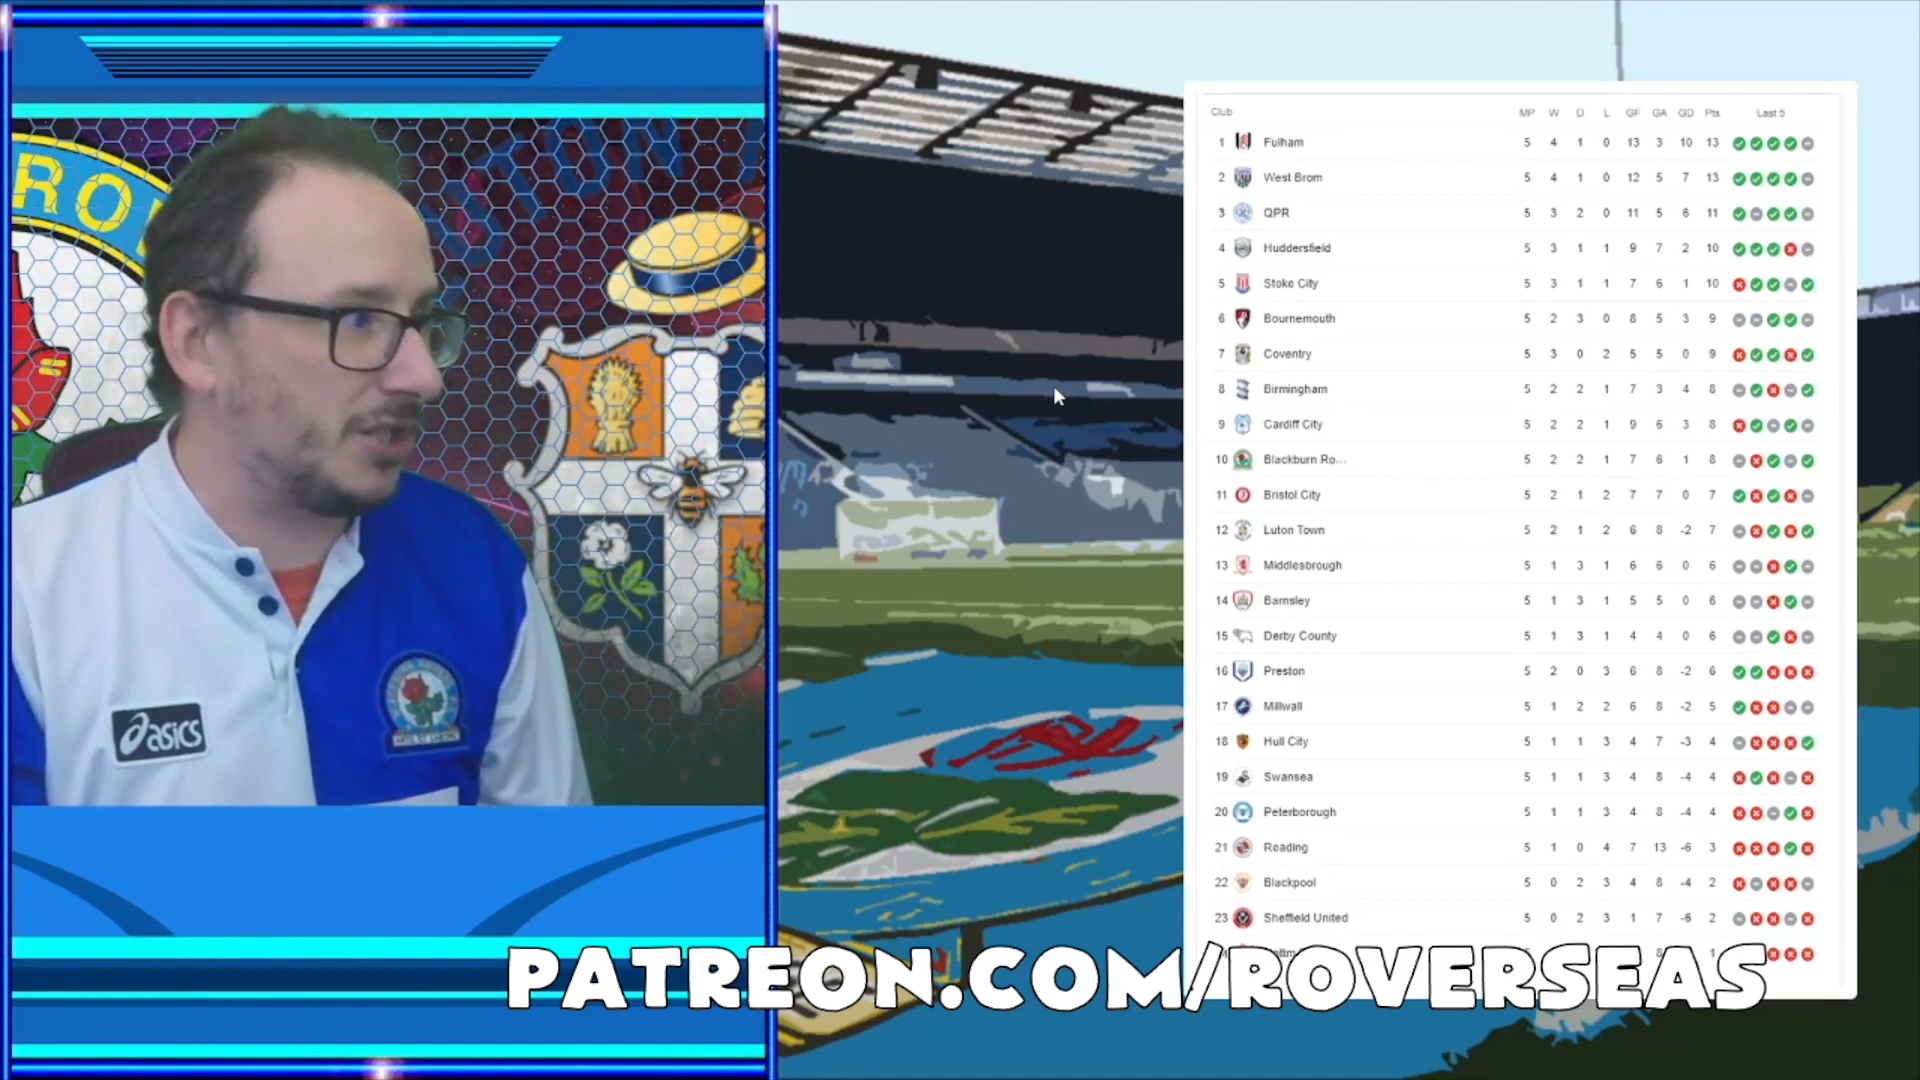 RO
asics
Club MP W D L GF GA GD Pts Last 5
1 Fulham 5 4 1 0 13 3 10 13
2 West Brom 5 4 1 0 12 5 7 13
3 QPR 5 3 2 0 11 5 6 11
4 Huddersfield 5 3 1 1 9 7 2 10
5 Stoke City 5 3 1 1 7 6 1 10
6 Bournemouth 5 2 3 0 8 5 3 9
7 Coventry 5 3 0 2 5 5 0 9
8 Birmingham 5 2 2 1 7 3 4 8
9 Cardiff City 5 2 2 1 9 6 3 8
10 Blackburn Ro... 5 2 2 1 7 6 1 8
11 Bristol City 5 2 1 2 7 7 0 7
12 Luton Town 5 2 1 2 6 8 -2 7
13 Middlesbrough 5 1 3 1 6 6 0 6
14 Barnsley 5 1 3 1 5 5 0 6
15 Derby County 5 1 3 1 4 4 0 6
16 Preston 5 2 0 3 6 8 -2 6
17 Millwall 5 1 2 2 6 8 -2 5
18 Hull City 5 1 1 3 4 7 -3 4
19 Swansea 5 1 1 3 4 8 -4 4
20 Peterborough 5 1 1 3 4 8 -4 4
21 Reading 5 1 0 4 7 13 -6 3
22 Blackpool 5 0 2 3 4 8 -4 2
23 Sheffield United 5 0 2 3 1 7 -6 2
PATREON.COM/ROVERSEAS